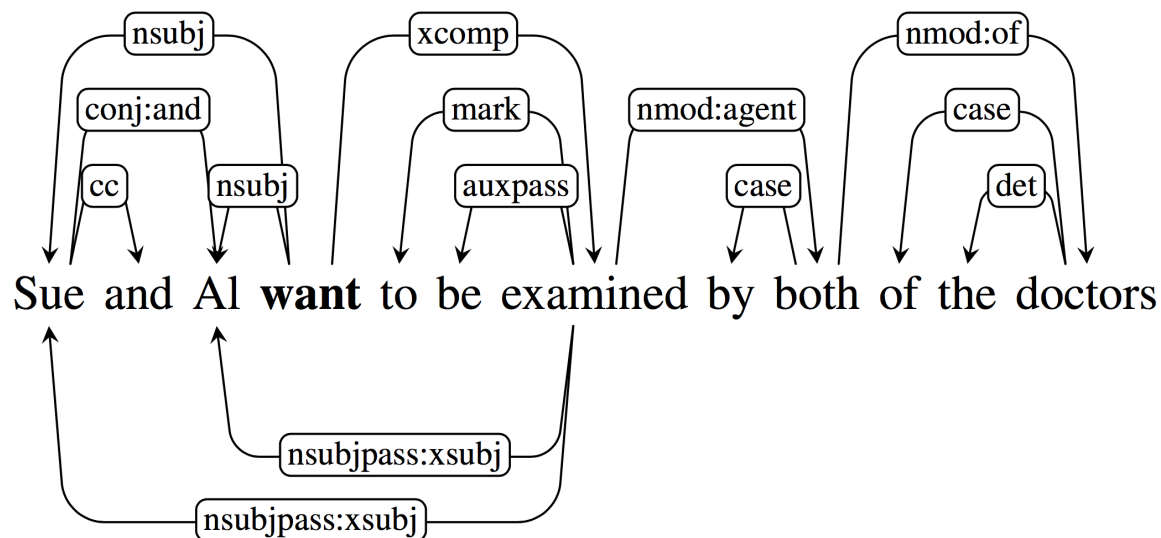 nsubj xcomp nmod:of
conj:and mark nmod:agent case
cc nsubj auxpass case det
Sue and Al want to be examined by both of the doctors
nsubjpass:xsubj
nsubjpass:xsubj